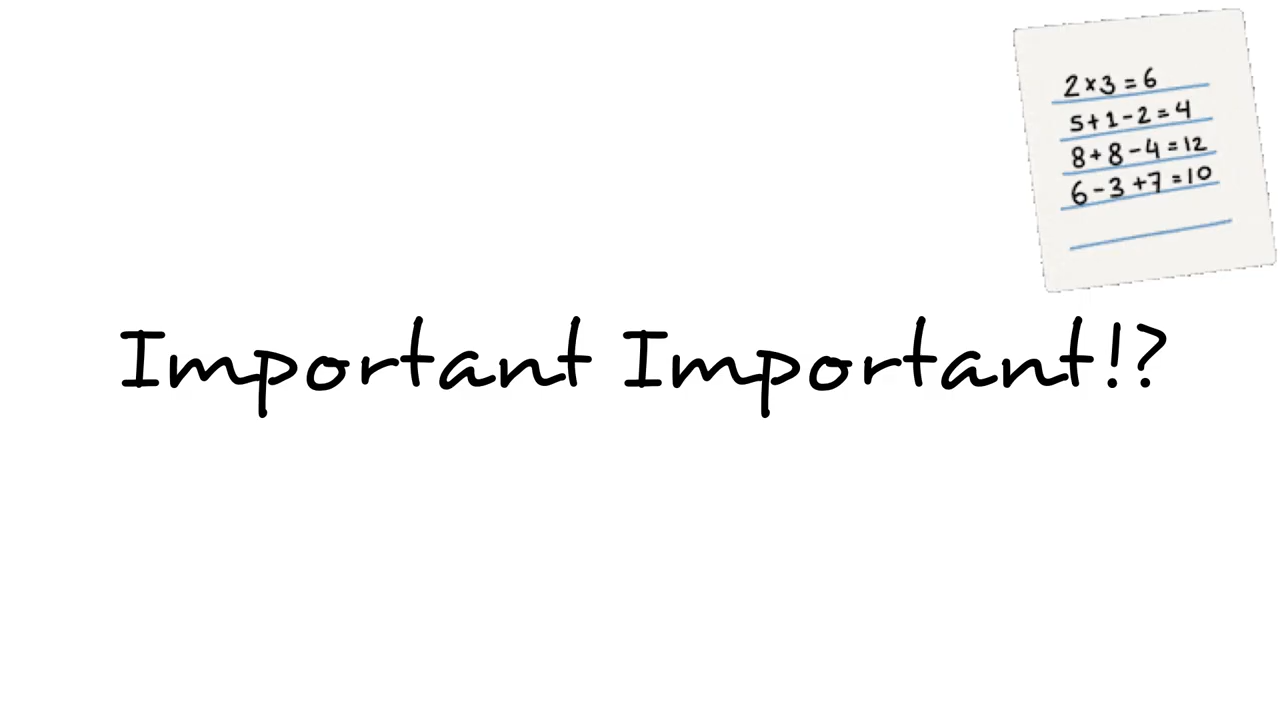 2×3=6
5+1-2=4
8+8-4=12
6-3+7=10
Important Important!?